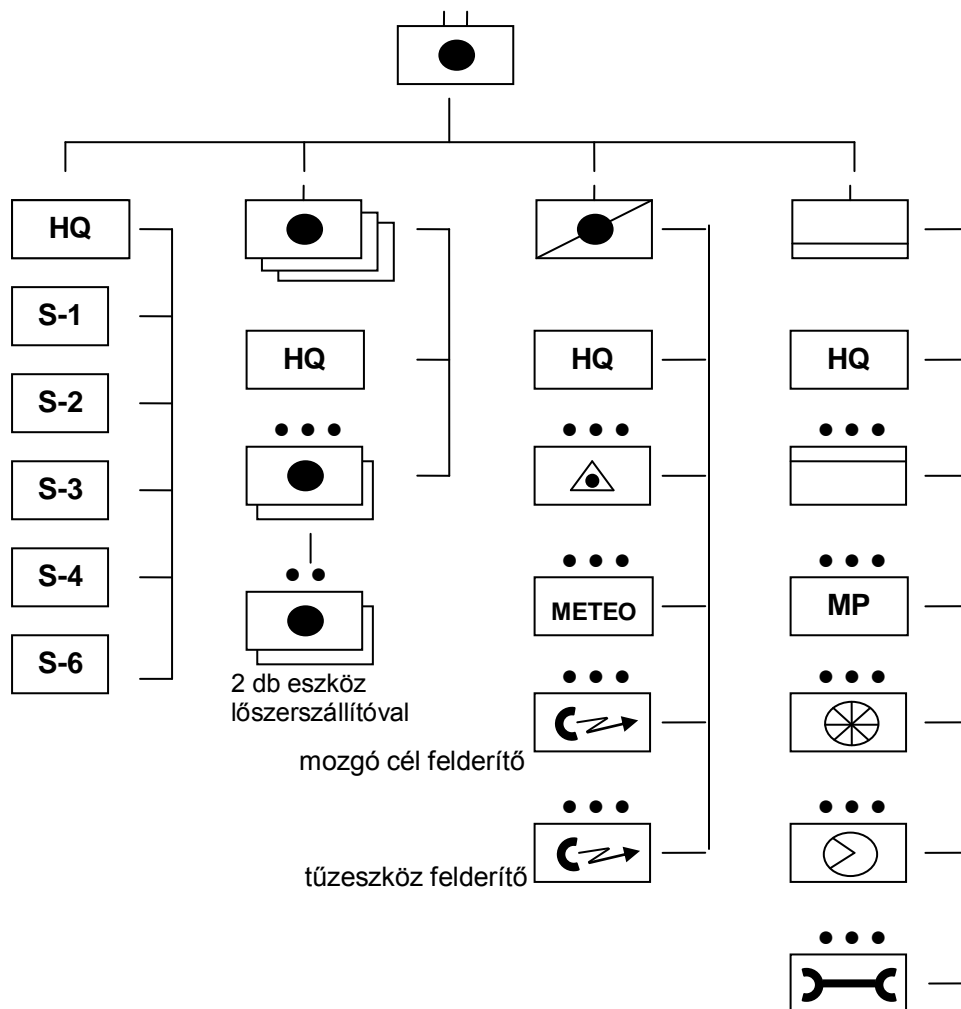 HQ
S-1
S-2
S-3
S-4
S-6
HQ
2 db eszköz
lőszerszállítóval
HQ
METEO
mozgó cél felderítő
tűzeszköz felderítő
HQ
MP